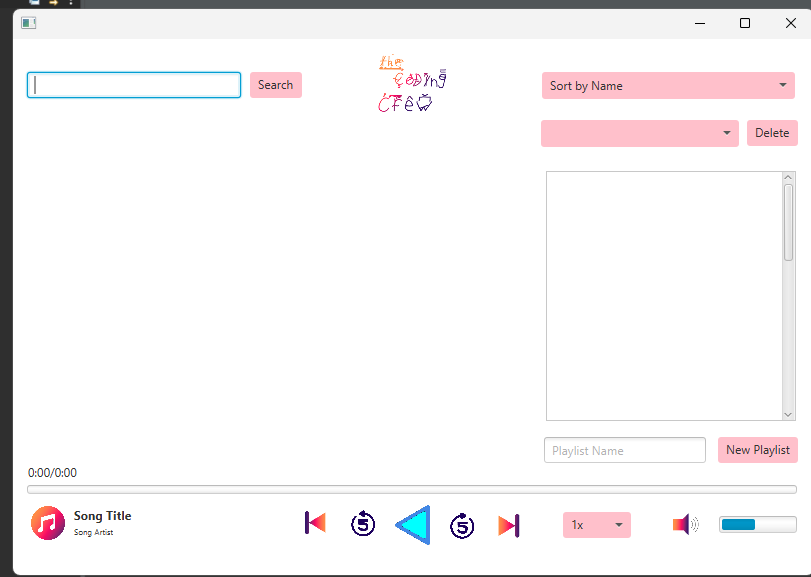 Search
the
CODIng
CFêŎ
Sort by Name
Delete
Playlist Name
New Playlist
0:00/0:00
Song Title
Song Artist
5
5
1x